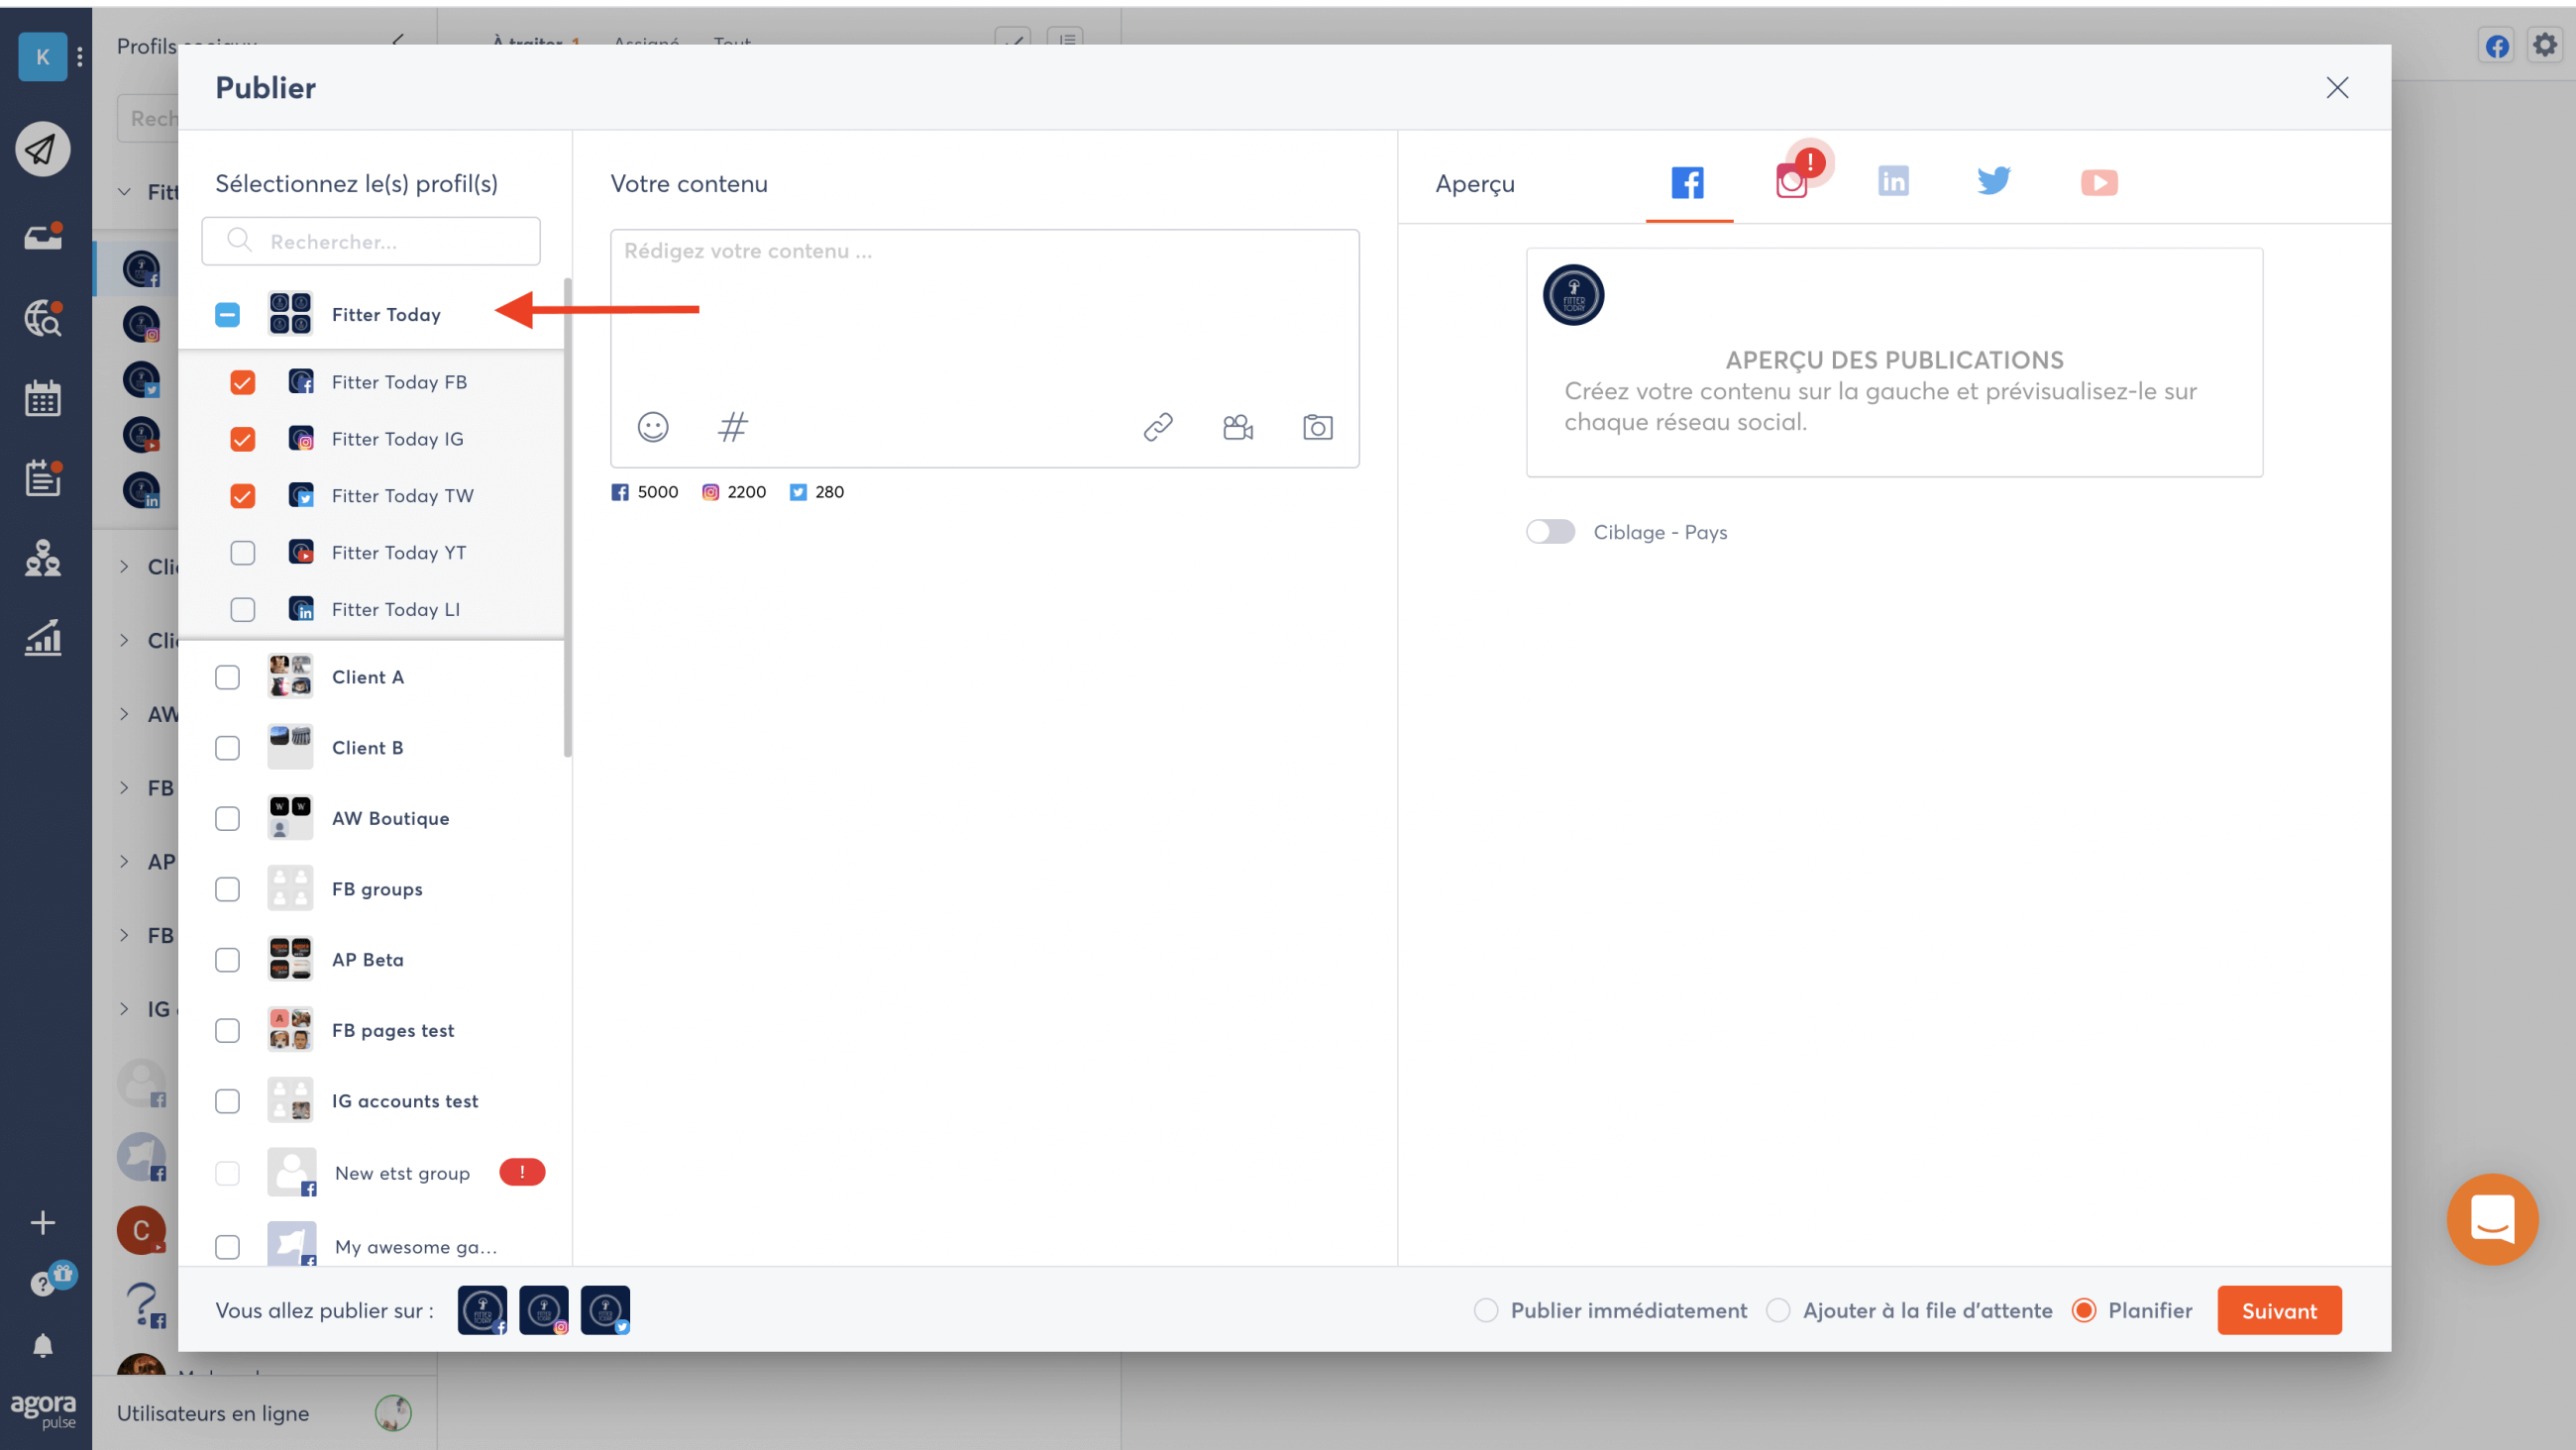 K
Profils
À traiter 1 Assigné Tout
Publier
Rech
Sélectionnez le(s) profil(s)
Votre contenu
Aperçu
Rechercher...
Rédigez votre contenu ...
Fitt
Fitter Today
FITTER
TODAY
APERÇU DES PUBLICATIONS
Créez votre contenu sur la gauche et prévisualisez-le sur
chaque réseau social.
Fitter Today FB
Fitter Today IG
Fitter Today TW
5000 2200 280
Ciblage - Pays
Fitter Today YT
Fitter Today LI
Clie
Clie
AW
FB
AP
FB
IG
Client A
Client B
AW Boutique
FB groups
AP Beta
FB pages test
IG accounts test
New etst group !
My awesome ga...
C
Vous allez publier sur :
Publier immédiatement
Ajouter à la file d'attente
Planifier
Suivant
agora
pulse
Utilisateurs en ligne